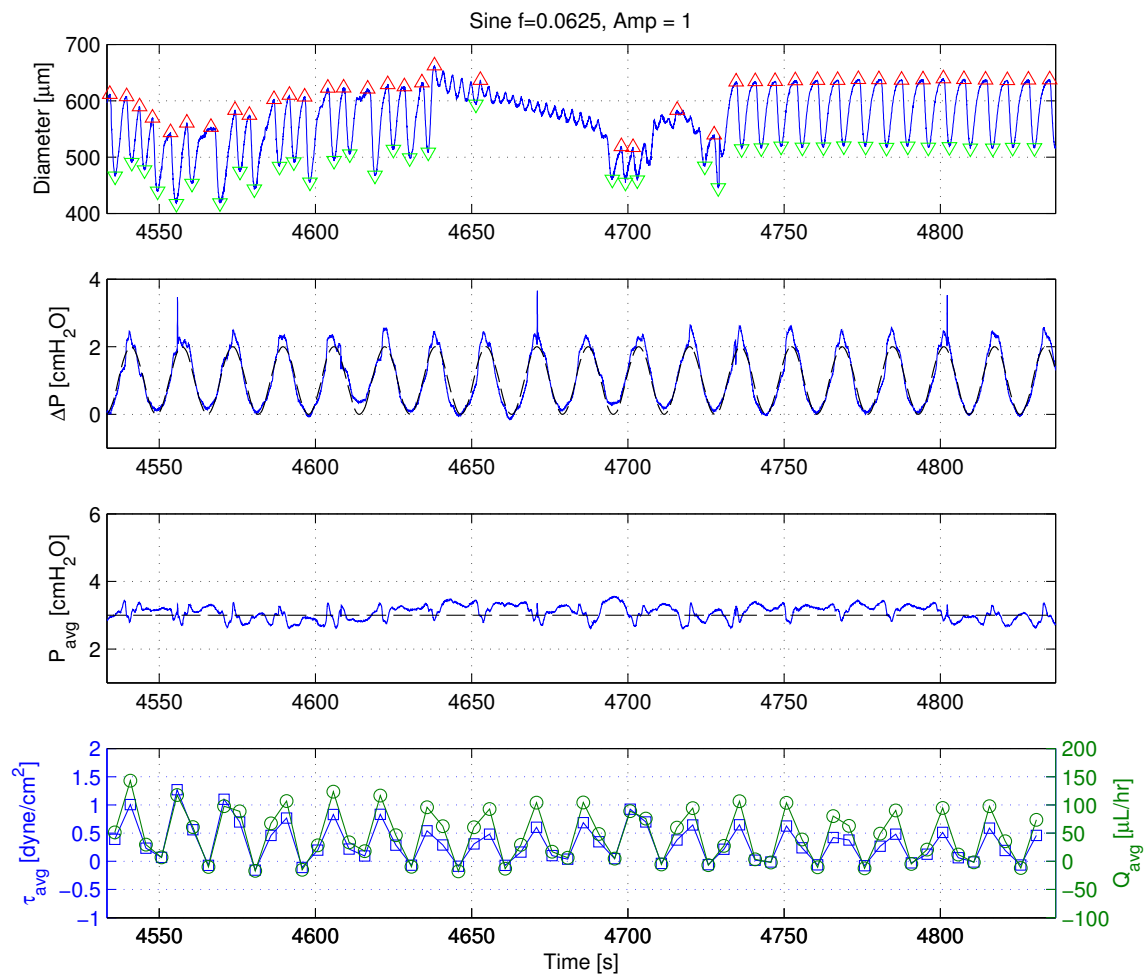 Sine f=0.0625, Amp = 1
Diameter [µm]
700
600
500
400
4550 4600 4650 4700 4750 4800
ΔP [cmH2O]
4
2
0
4550 4600 4650 4700 4750 4800
Pavg [cmH2O]
6
4
2
4550 4600 4650 4700 4750 4800
τavg [dyne/cm²]
2
1.5
1
0.5
0
−0.5
−1
200
150
100
50
0
−50
−100
Qavg [µL/hr]
4550 4600 4650 4700 4750 4800
Time [s]